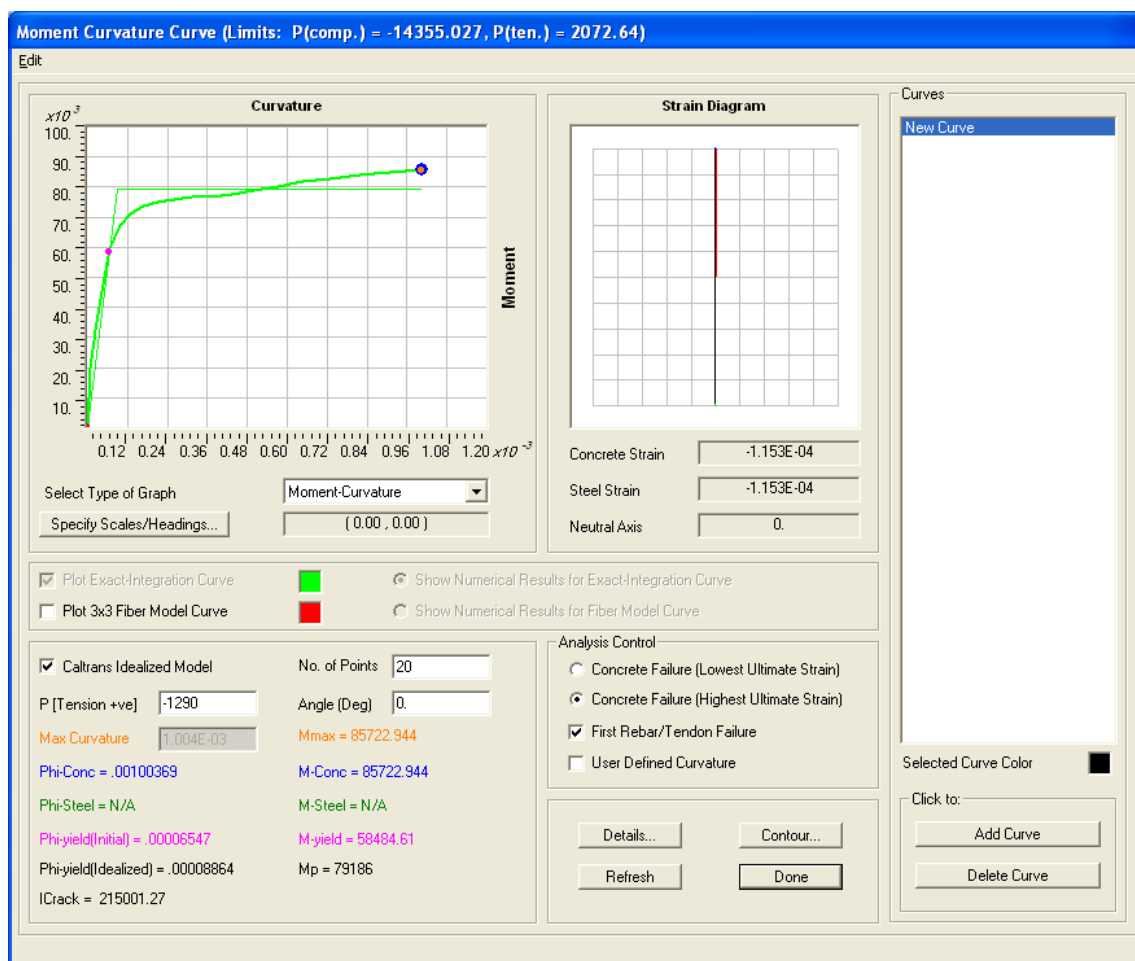 Moment Curvature Curve (Limits:  P(comp.) = -14355.027, P(ten.) = 2072.64)
Edit
Curvature
x10 3
100.
90.
80.
70.
60.
50.
40.
30.
20.
10.
0.12 0.24 0.36 0.48 0.60 0.72 0.84 0.96 1.08 1.20 x10 -3
Moment
Select Type of Graph
Moment-Curvature
Specify Scales/Headings...
( 0.00 , 0.00 )
Strain Diagram
Concrete Strain
-1.153E-04
Steel Strain
-1.153E-04
Neutral Axis
0.
Curves
New Curve
Selected Curve Color
Click to:
Add Curve
Delete Curve
Plot Exact-Integration Curve
Show Numerical Results for Exact-Integration Curve
Plot 3x3 Fiber Model Curve
Show Numerical Results for Fiber Model Curve
Caltrans Idealized Model
No. of Points
20
P [Tension +ve]
-1290
Angle (Deg)
0.
Max Curvature
1.004E-03
Mmax = 85722.944
Phi-Conc = .00100369
M-Conc = 85722.944
Phi-Steel = N/A
M-Steel = N/A
Phi-yield(Initial) = .00006547
M-yield = 58484.61
Phi-yield(Idealized) = .00008864
Mp = 79186
ICrack = 215001.27
Analysis Control
Concrete Failure (Lowest Ultimate Strain)
Concrete Failure (Highest Ultimate Strain)
First Rebar/Tendon Failure
User Defined Curvature
Details...
Contour...
Refresh
Done